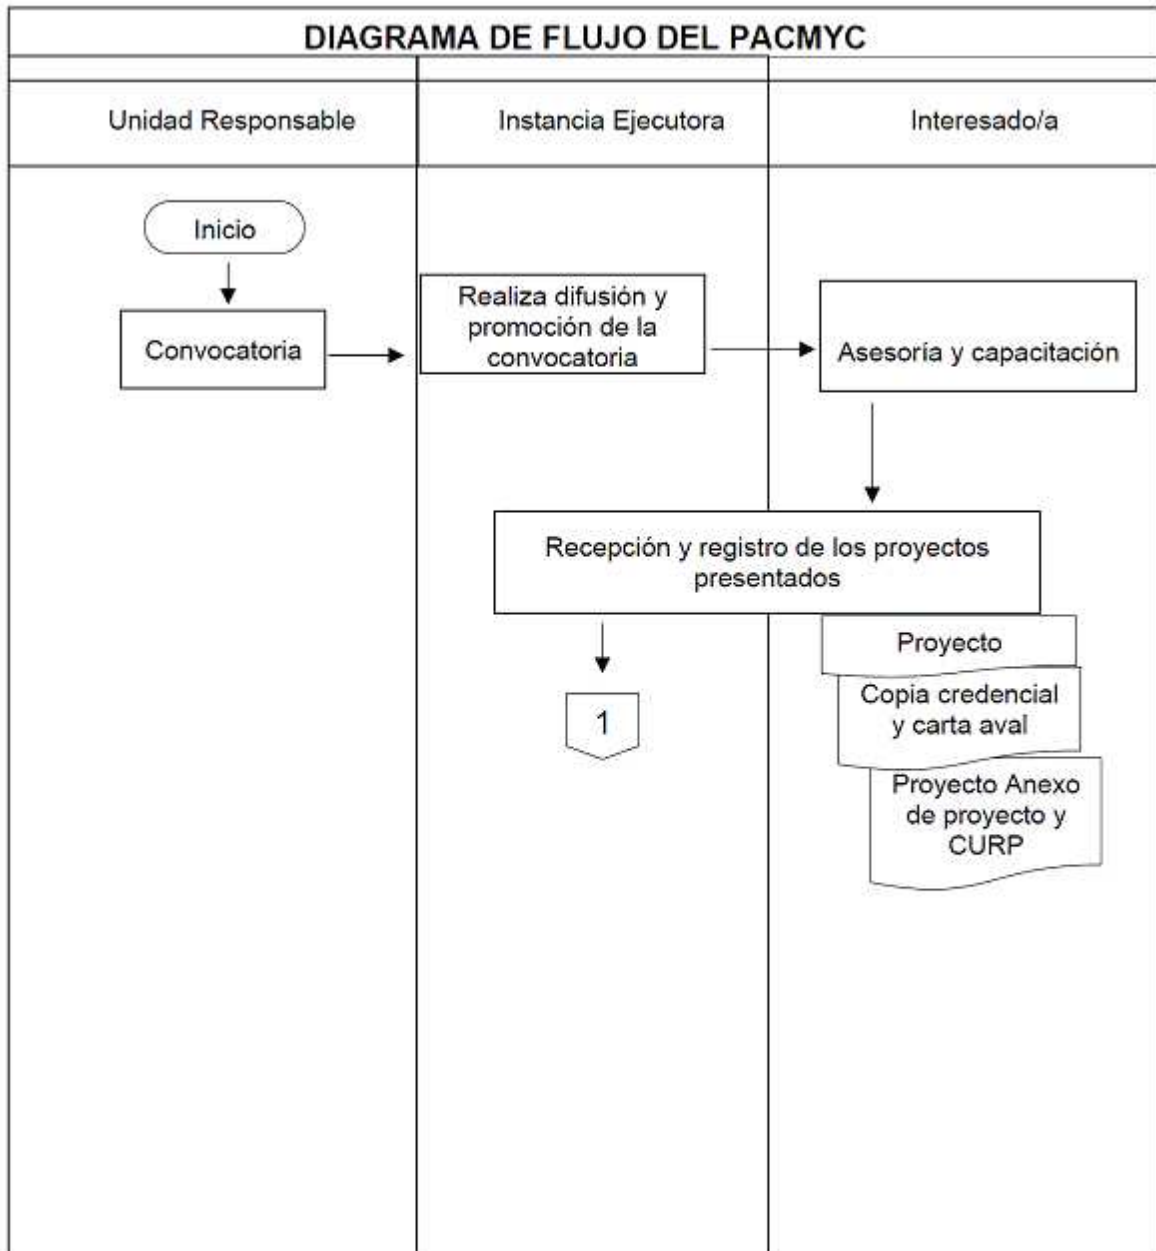 DIAGRAMA DE FLUJO DEL PACMYC
Unidad Responsable
Instancia Ejecutora
Interesado/a
Inicio
Convocatoria
Realiza difusión y
promoción de la
convocatoria
Asesoría y capacitación
Recepción y registro de los proyectos
presentados
1
Proyecto
Copia credencial
y carta aval
Proyecto Anexo
de proyecto y
CURP